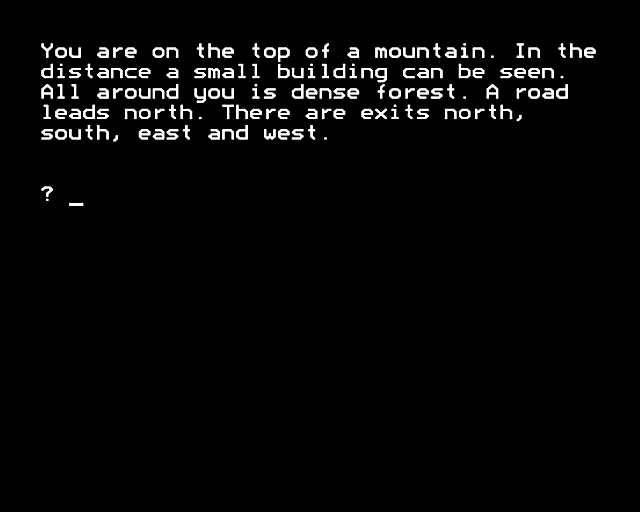 You are on the top of a mountain. In the
distance a small building can be seen.
All around you is dense forest. A road
leads north. There are exits north,
south, east and west.
? _